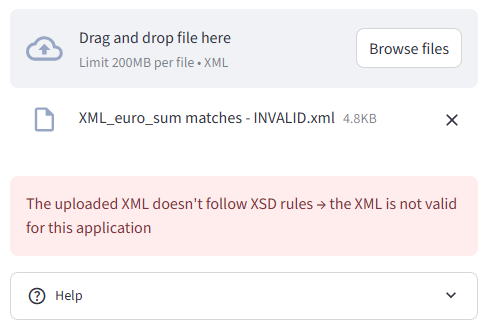 Drag and drop file here
Limit 200MB per file • XML
Browse files
XML_euro_sum matches - INVALID.xml 4.8KB
The uploaded XML doesn't follow XSD rules → the XML is not valid
for this application
Help